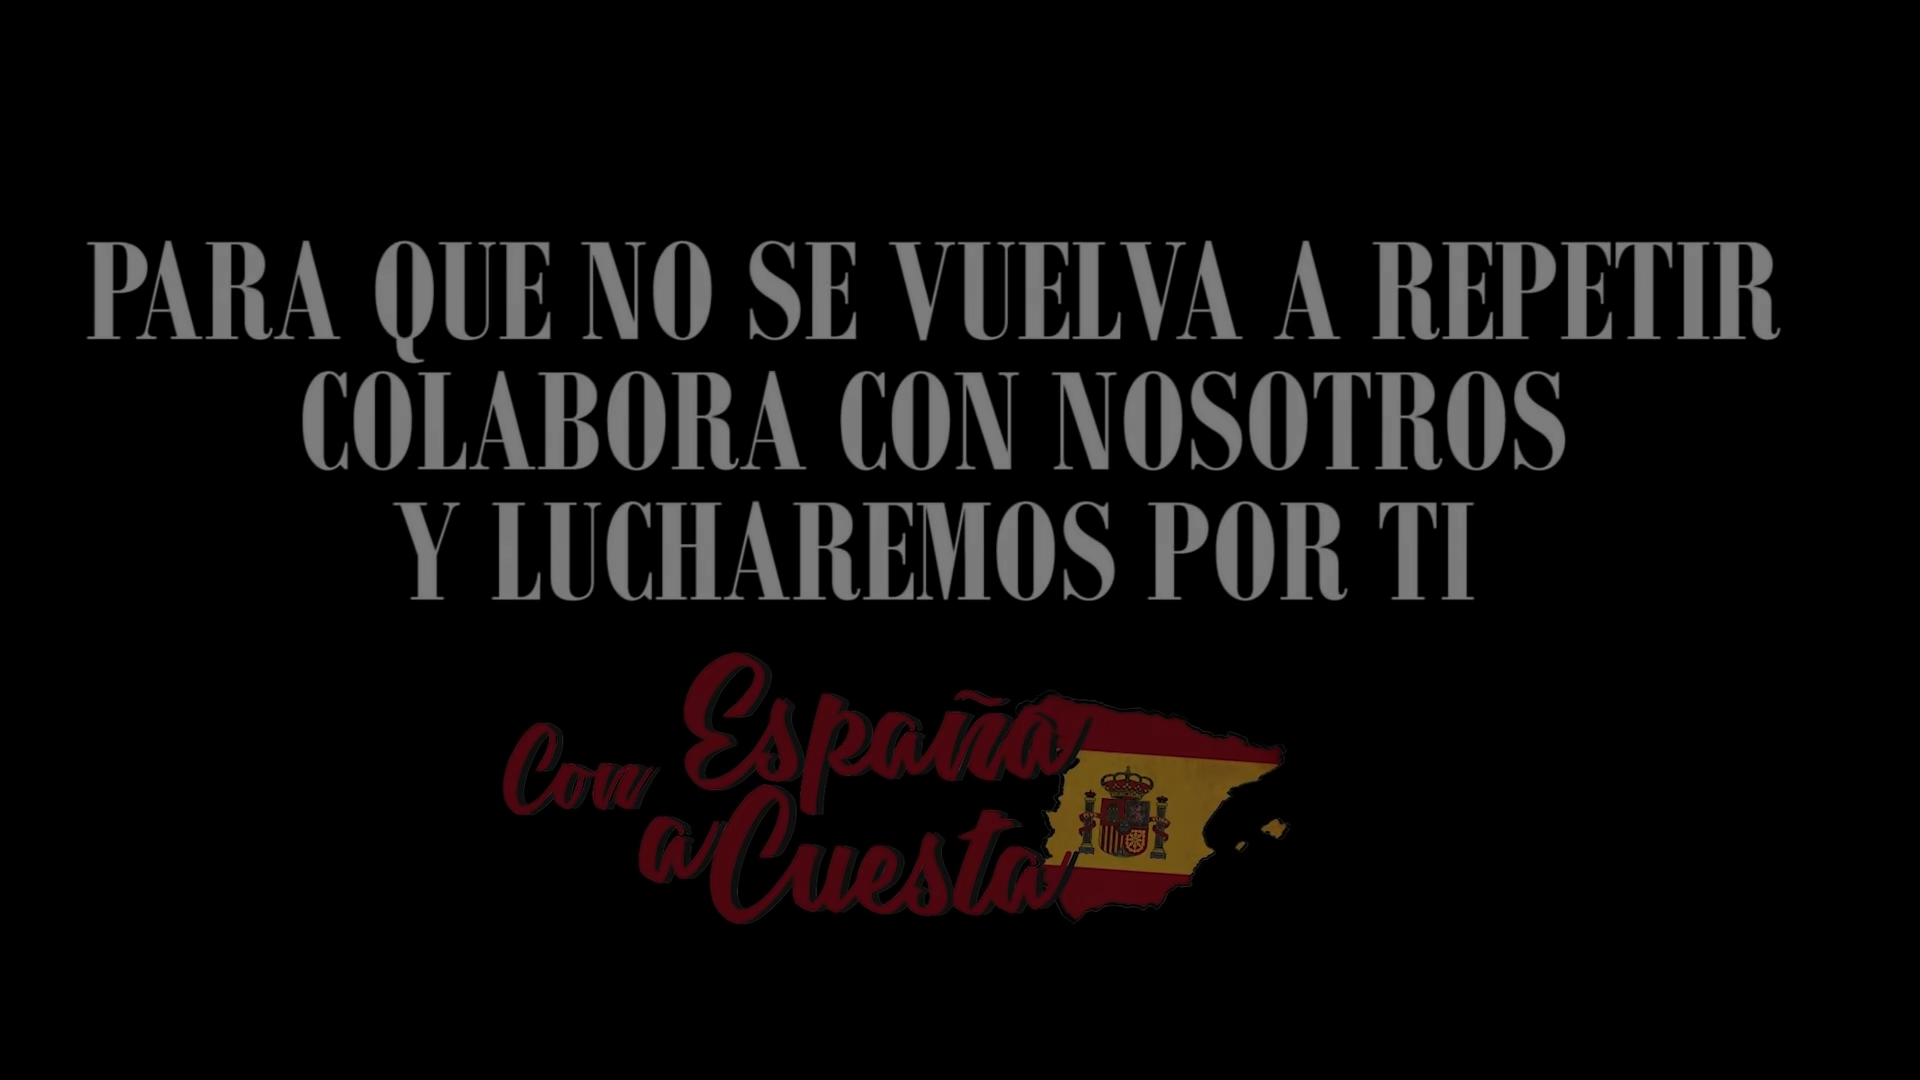 PARA QUE NO SE VUELVA A REPETIR
COLABORA CON NOSOTROS
Y LUCHAREMOS POR TI
Con España
a Cuesta